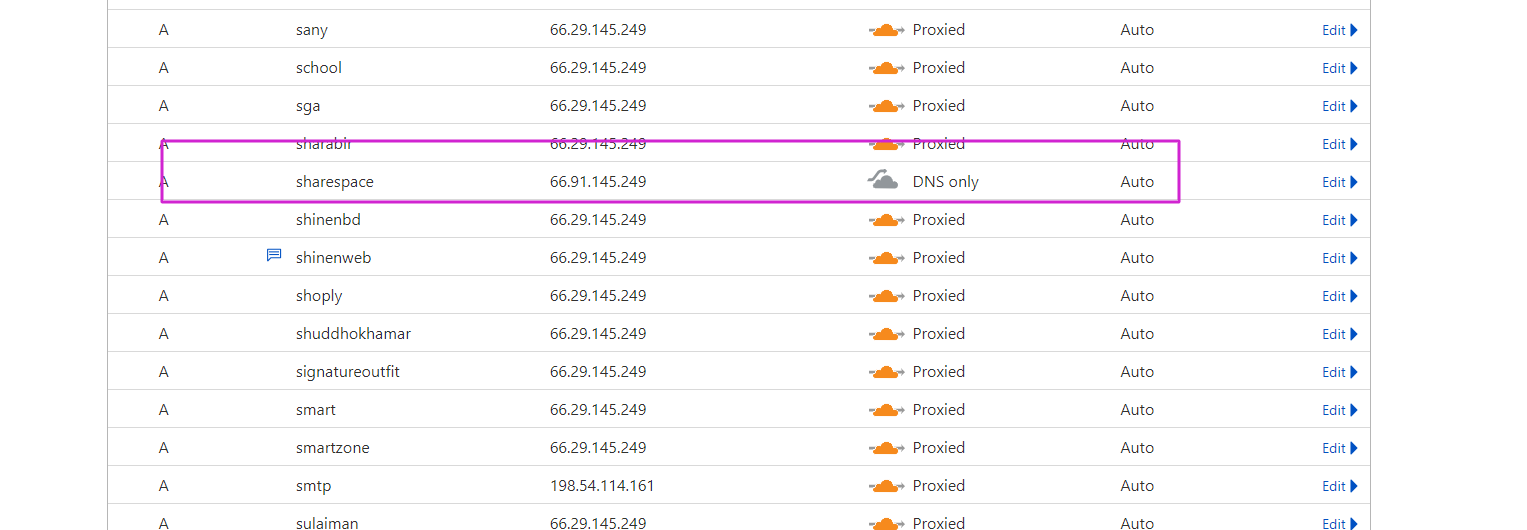 A sany 66.29.145.249 Proxied Auto Edit
A school 66.29.145.249 Proxied Auto Edit
A sga 66.29.145.249 Proxied Auto Edit
A sharabir 66.29.145.249 Proxied Auto Edit
A sharespace 66.91.145.249 DNS only Auto Edit
A shinenbd 66.29.145.249 Proxied Auto Edit
A shinenweb 66.29.145.249 Proxied Auto Edit
A shoply 66.29.145.249 Proxied Auto Edit
A shuddhokhamar 66.29.145.249 Proxied Auto Edit
A signatureoutfit 66.29.145.249 Proxied Auto Edit
A smart 66.29.145.249 Proxied Auto Edit
A smartzone 66.29.145.249 Proxied Auto Edit
A smtp 198.54.114.161 Proxied Auto Edit
A sulaiman 66.29.145.249 Proxied Auto Edit